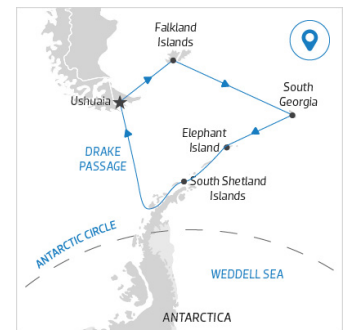 Falkland
Islands
South
Georgia
Ushuaia
Elephant
Island
DRAKE
PASSAGE
South Shetland
Islands
ANTARCTIC CIRCLE
WEDDELL SEA
ANTARCTICA